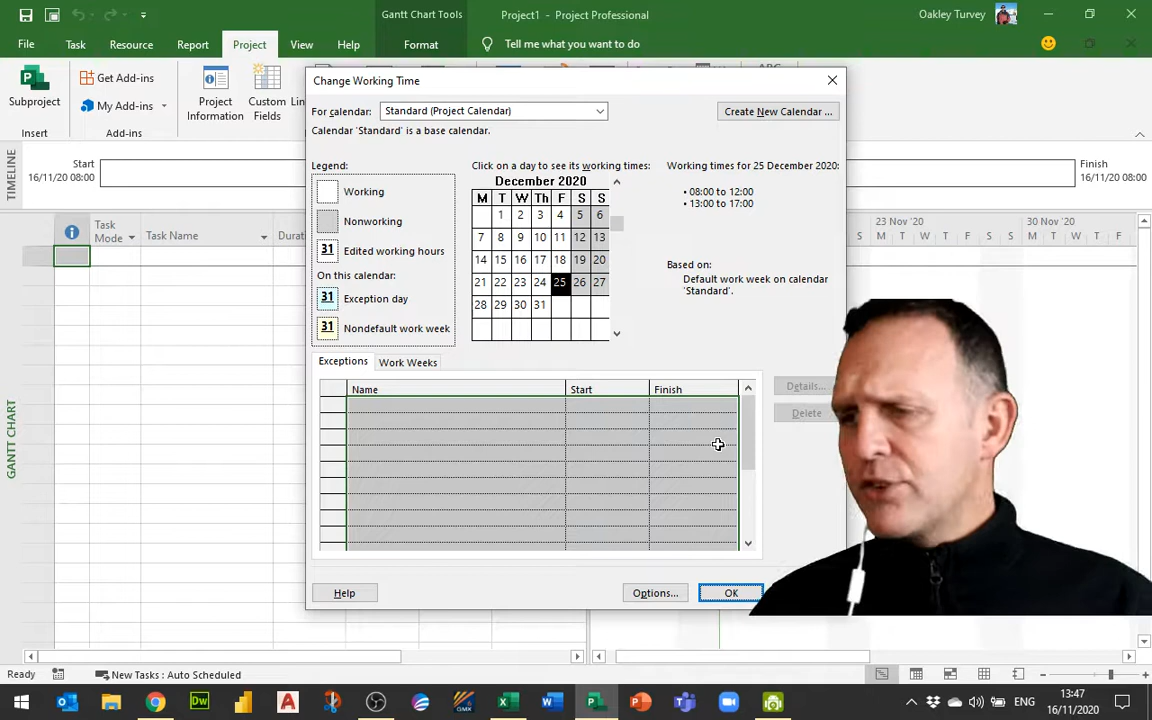 Gantt Chart Tools
Project1 - Project Professional
Oakley Turvey
File
Task
Resource
Report
Project
View
Help
Format
Tell me what you want to do
Subproject
Get Add-ins
My Add-ins
Project
Information
Custom
Fields
Insert
Add-ins
TIMELINE
Start
16/11/20 08:00
Finish
16/11/20 08:00
Task
Mode
Task Name
GANTT CHART
23 Nov '20
30 Nov '20
S M T W T F S S M T W T F
Change Working Time
For calendar:
Standard (Project Calendar)
Create New Calendar ...
Calendar 'Standard' is a base calendar.
Legend:
Working
Nonworking
31 Edited working hours
On this calendar:
31 Exception day
31 Nondefault work week
Click on a day to see its working times:
December 2020
M T W Th F S S
1 2 3 4 5 6
7 8 9 10 11 12 13
14 15 16 17 18 19 20
21 22 23 24 25 26 27
28 29 30 31
Working times for 25 December 2020:
• 08:00 to 12:00
• 13:00 to 17:00
Based on:
Default work week on calendar
'Standard'.
Exceptions
Work Weeks
Name
Start
Finish
Details...
Delete
Help
Options...
OK
Ready
New Tasks : Auto Scheduled
Dw
A
ENG
13:47
16/11/2020